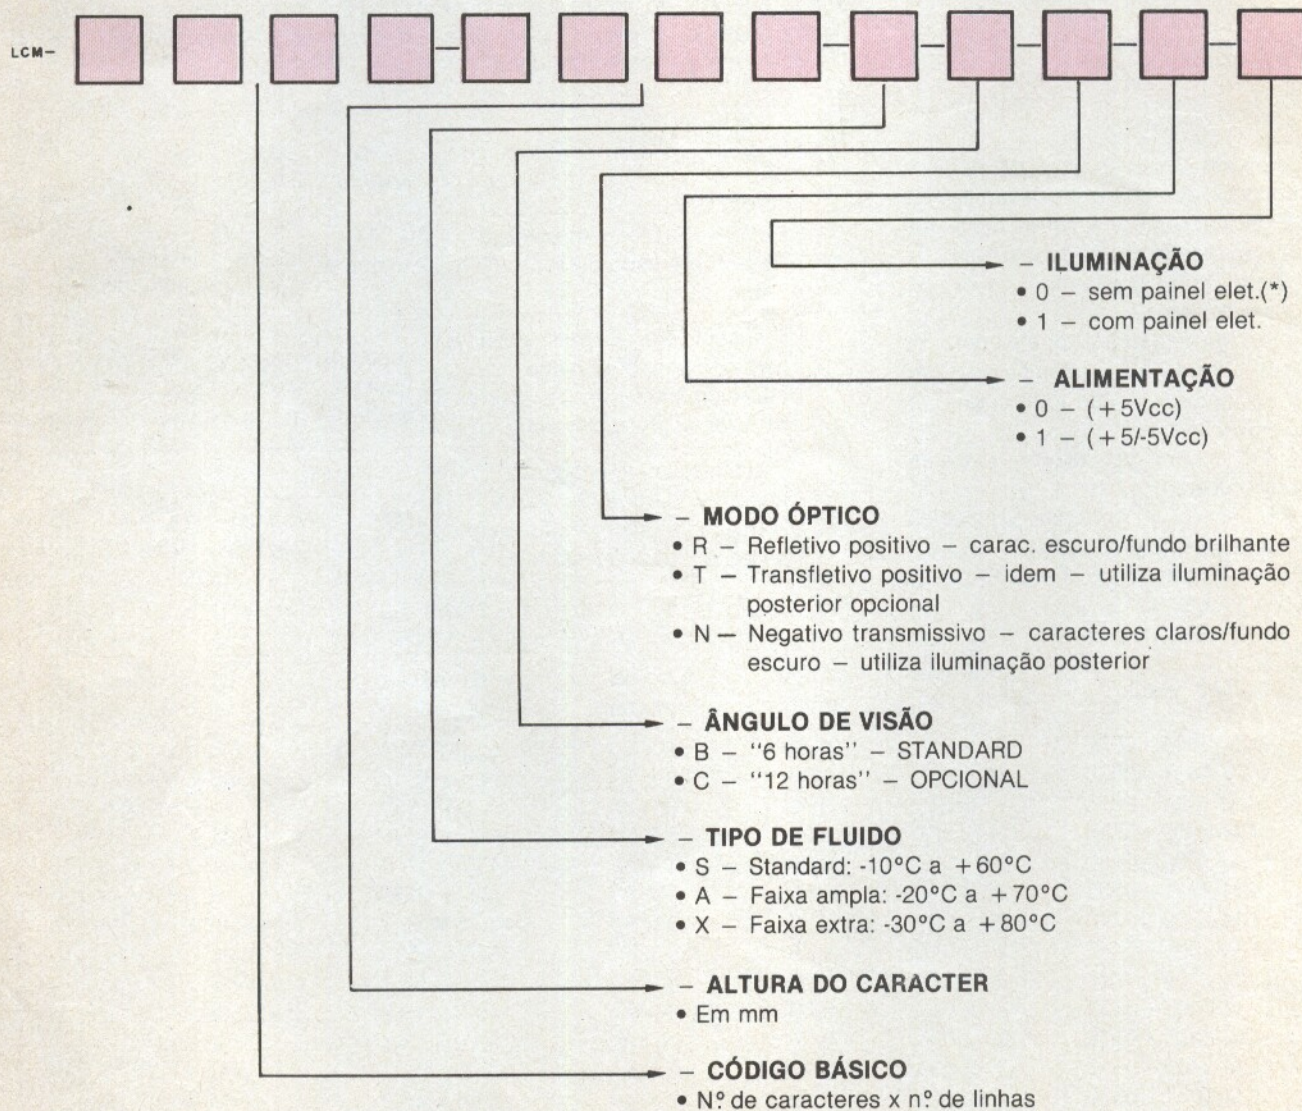 LCM-
– ILUMINAÇÃO
• 0 – sem painel elet.(*)
• 1 – com painel elet.
– ALIMENTAÇÃO
• 0 – (+5Vcc)
• 1 – (+5/-5Vcc)
– MODO ÓPTICO
• R – Refletivo positivo – carac. escuro/fundo brilhante
• T – Transfletivo positivo – idem – utiliza iluminação
posterior opcional
• N – Negativo transmissivo – caracteres claros/fundo
escuro – utiliza iluminação posterior
– ÂNGULO DE VISÃO
• B – ‘‘6 horas’’ – STANDARD
• C – ‘‘12 horas’’ – OPCIONAL
– TIPO DE FLUIDO
• S – Standard: -10°C a +60°C
• A – Faixa ampla: -20°C a +70°C
• X – Faixa extra: -30°C a +80°C
– ALTURA DO CARACTER
• Em mm
– CÓDIGO BÁSICO
• Nº de caracteres x nº de linhas